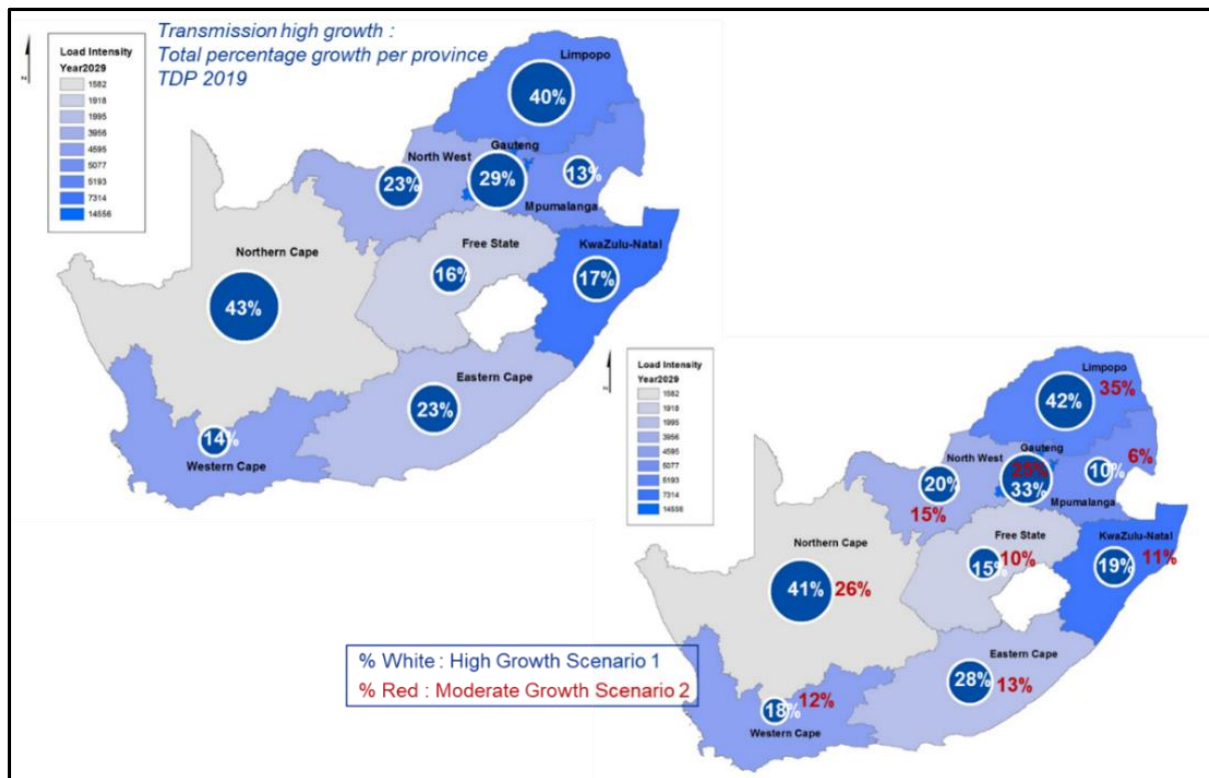 Transmission high growth :
Total percentage growth per province
TDP 2019
Load Intensity
Year2029
1582
1918
1995
3956
4595
5077
5193
7314
14556
Limpopo
40%
Gauteng
North West
29%
13%
23%
Mpumalanga
Northern Cape
Free State
KwaZulu-Natal
16%
17%
43%
Eastern Cape
23%
14%
Western Cape
Load Intensity
Year2029
1582
1918
1995
3956
4595
5077
5193
7314
14556
Limpopo
42%
35%
Gauteng
North West
25%
33%
10%
6%
20%
15%
Mpumalanga
Northern Cape
Free State
KwaZulu-Natal
15%
10%
19%
11%
41%
26%
Eastern Cape
28%
13%
18%
12%
Western Cape
% White : High Growth Scenario 1
% Red : Moderate Growth Scenario 2